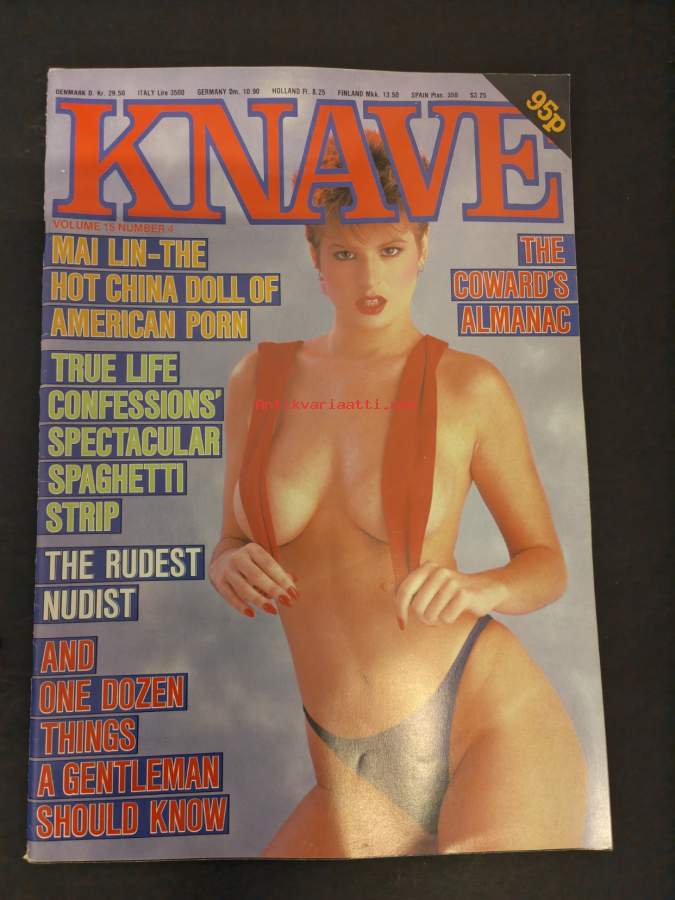 DENMARK D. Kr. 29.50 ITALY Lire 3500 GERMANY Dm. 10.90 HOLLAND Fl. 8.25 FINLAND Mkk. 13.50 SPAIN Ptas. 350 $3.25
95p
KNAVE
VOLUME 15 NUMBER 4
MAI LIN-THE
HOT CHINA DOLL OF
AMERICAN PORN
THE
COWARD'S
ALMANAC
TRUE LIFE
CONFESSIONS'
SPECTACULAR
SPAGHETTI
STRIP
Antikvariaatti.com
THE RUDEST
NUDIST
AND
ONE DOZEN
THINGS
A GENTLEMAN
SHOULD KNOW